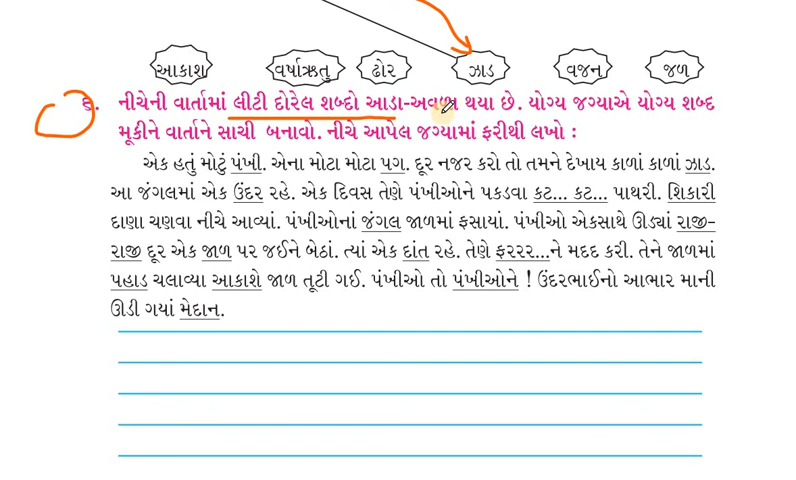 આકાશ વર્ષાઋતુ ઢોર ઝાડ વજન જળ
૬. નીચેની વાર્તામાં લીટી દોરેલ શબ્દો આડા-અવળા થયા છે. યોગ્ય જગ્યાએ યોગ્ય શબ્દ
મૂકીને વાર્તાને સાચી બનાવો. નીચે આપેલ જગ્યામાં ફરીથી લખો :
એક હતું મોટું પંખી. એના મોટા મોટા પગ. દૂર નજર કરો તો તમને દેખાય કાળાં કાળાં ઝાડ.
આ જંગલમાં એક ઉંદર રહે. એક દિવસ તેણે પંખીઓને પકડવા કટ... કટ... પાથરી. શિકારી
દાણા ચણવા નીચે આવ્યાં. પંખીઓનાં જંગલ જાળમાં ફસાયાં. પંખીઓ એકસાથે ઊડ્યાં રાજી-
રાજી દૂર એક જાળ પર જઈને બેઠાં. ત્યાં એક દાંત રહે. તેણે ફરરર...ને મદદ કરી. તેને જાળમાં
પહાડ ચલાવ્યા આકાશે જાળ તૂટી ગઈ. પંખીઓ તો પંખીઓને ! ઉંદરભાઈનો આભાર માની
ઊડી ગયાં મેદાન.